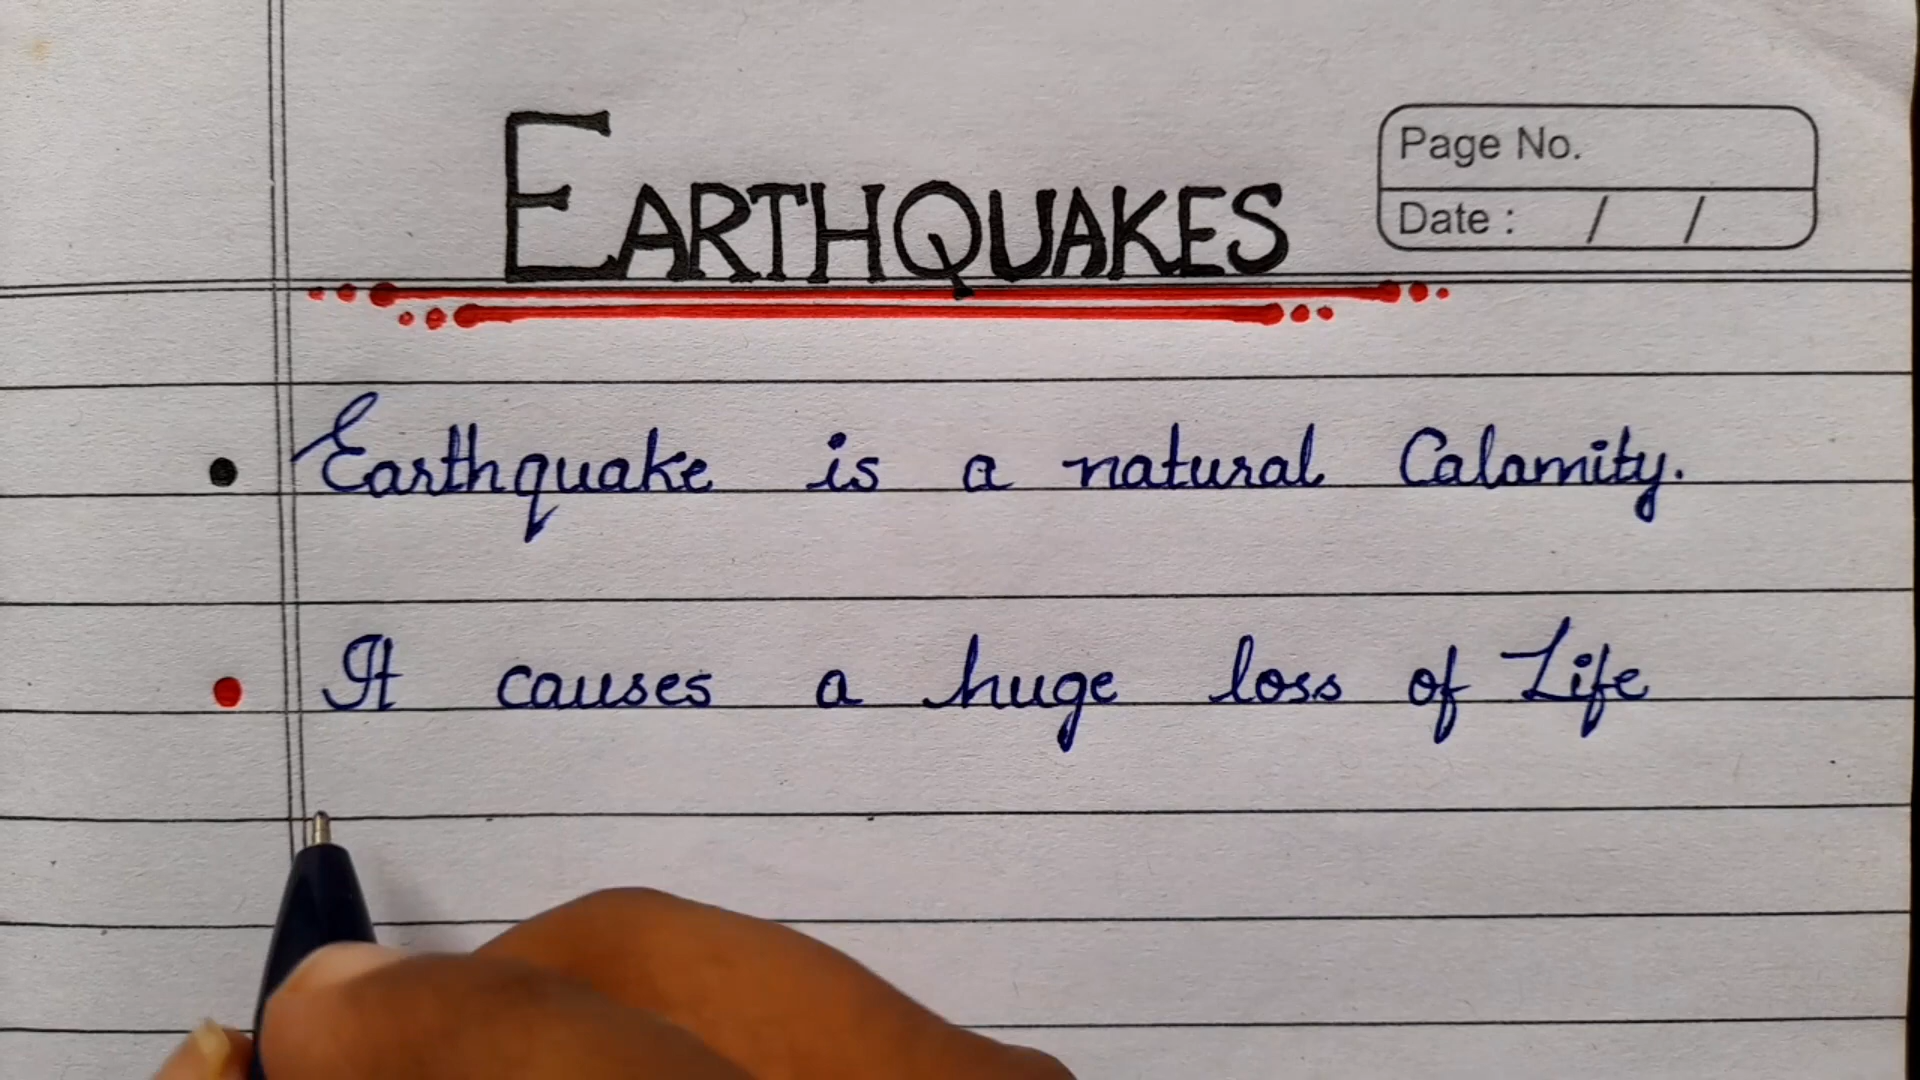 EARTHQUAKES
Page No.
Date : / /
• Earthquake is a natural Calamity.
• It causes a huge loss of Life